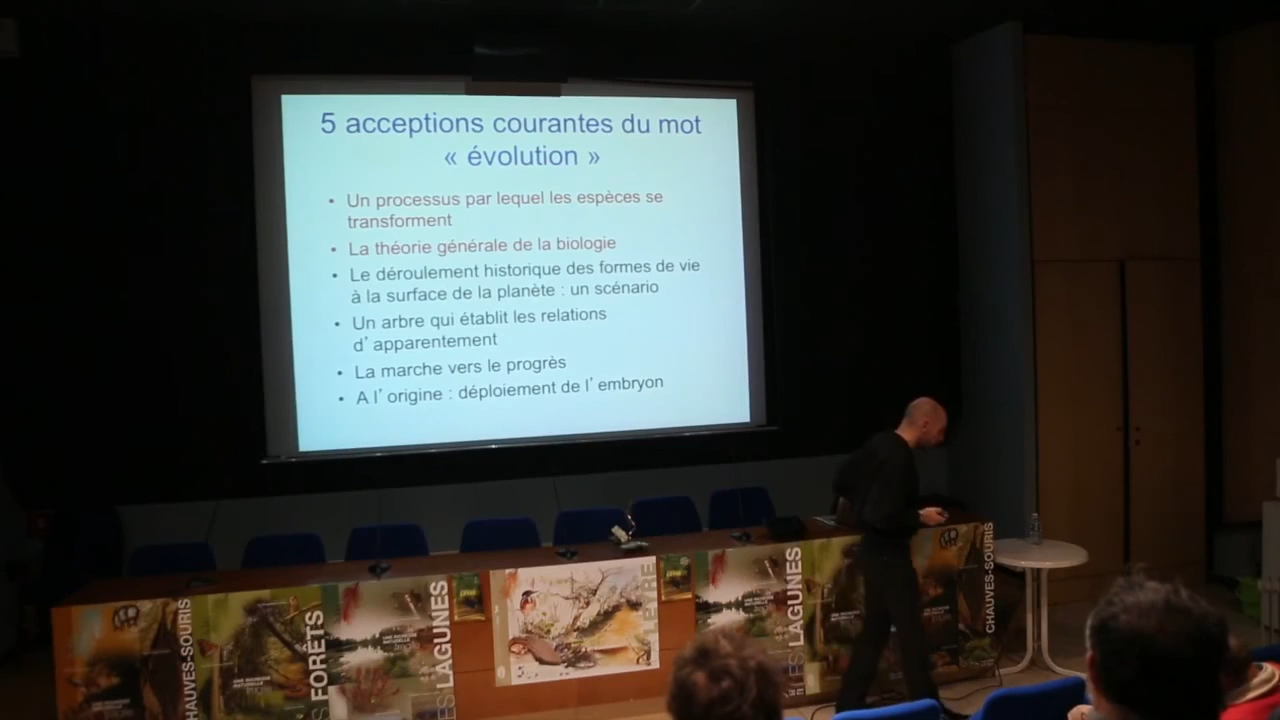 5 acceptions courantes du mot
« évolution »
• Un processus par lequel les espèces se
transforment
• La théorie générale de la biologie
• Le déroulement historique des formes de vie
à la surface de la planète : un scénario
• Un arbre qui établit les relations
d’ apparentement
• La marche vers le progrès
• A l’ origine : déploiement de l’ embryon
CHAUVES-SOURIS
FORÊTS
LES LAGUNES
LES LAGUNES
CHAUVES-SOURIS